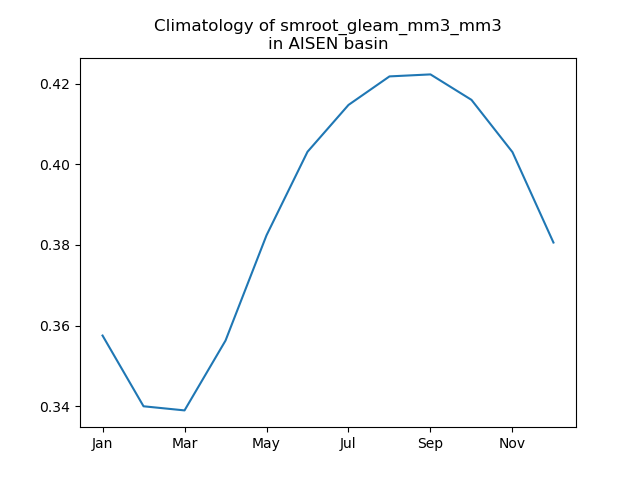 Climatology of smroot_gleam_mm3_mm3
in AISEN basin
0.42
0.40
0.38
0.36
0.34
Jan Mar May Jul Sep Nov